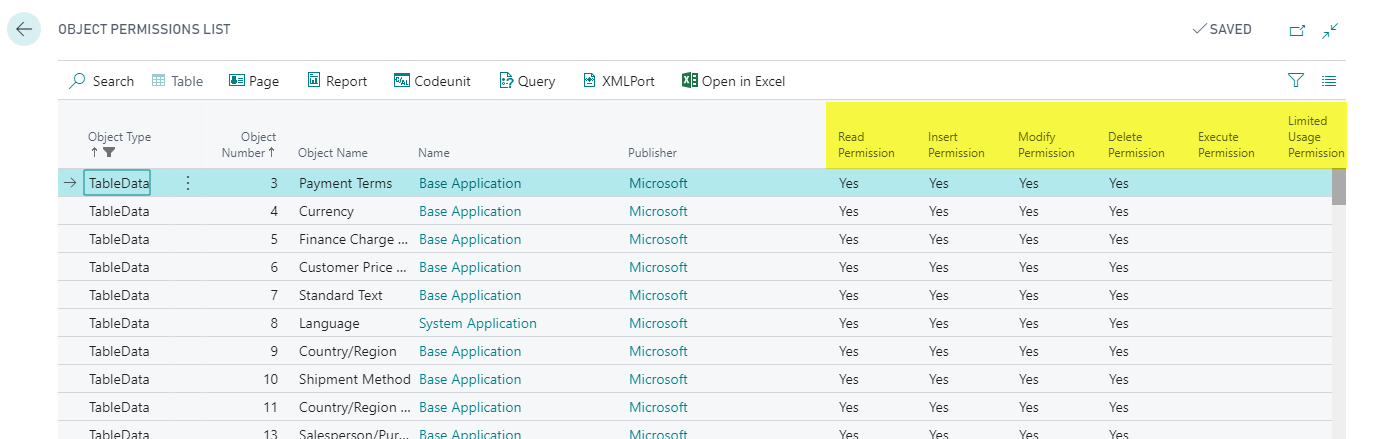 OBJECT PERMISSIONS LIST
SAVED
Search Table Page Report Codeunit Query XMLPort Open in Excel
Object Type
Object Number
Object Name
Name
Publisher
Read Permission
Insert Permission
Modify Permission
Delete Permission
Execute Permission
Limited Usage Permission
TableData 3 Payment Terms Base Application Microsoft Yes Yes Yes Yes
TableData 4 Currency Base Application Microsoft Yes Yes Yes Yes
TableData 5 Finance Charge ... Base Application Microsoft Yes Yes Yes Yes
TableData 6 Customer Price ... Base Application Microsoft Yes Yes Yes Yes
TableData 7 Standard Text Base Application Microsoft Yes Yes Yes Yes
TableData 8 Language System Application Microsoft Yes Yes Yes Yes
TableData 9 Country/Region Base Application Microsoft Yes Yes Yes Yes
TableData 10 Shipment Method Base Application Microsoft Yes Yes Yes Yes
TableData 11 Country/Region ... Base Application Microsoft Yes Yes Yes Yes
TableData 13 Salesperson/Pur... Base Application Microsoft Yes Yes Yes Yes